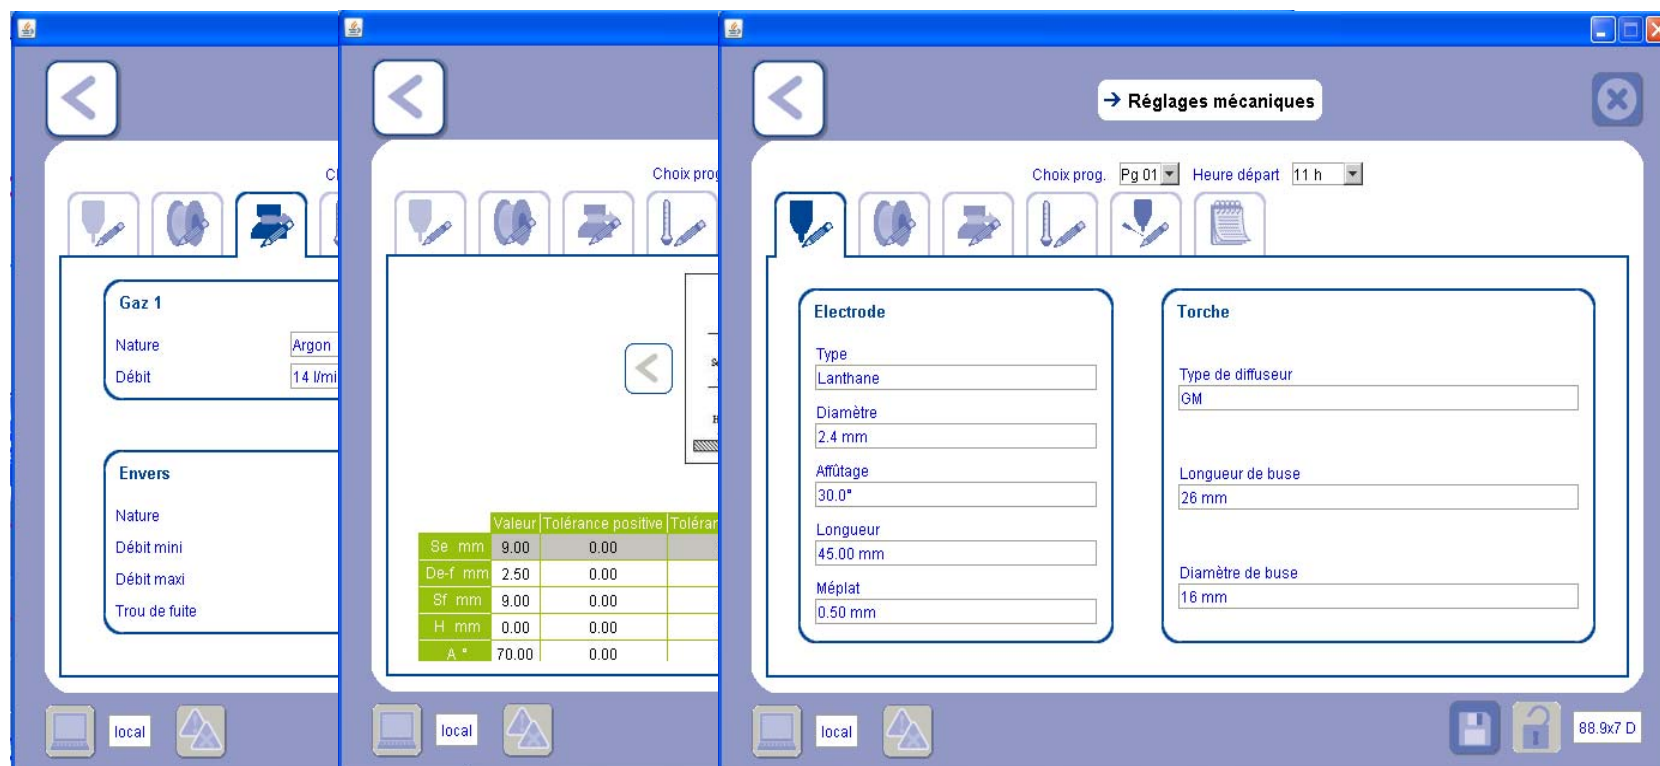 Gaz 1
Nature
Argon
Débit
Envers
Nature
Débit mini
Débit maxi
Trou de fuite
local
Choix
Valeur Tolérance positive
Se mm 9.00 0.00
De-f mm 2.50 0.00
Sf mm 9.00 0.00
H mm 0.00 0.00
A ° 70.00 0.00
local
→ Réglages mécaniques
Choix prog. Pg 01 Heure départ 11 h
Electrode
Type
Lanthane
Diamètre
2.4 mm
Affûtage
30.0°
Longueur
45.00 mm
Méplat
0.50 mm
Torche
Type de diffuseur
GM
Longueur de buse
26 mm
Diamètre de buse
16 mm
local
88.9x7 D